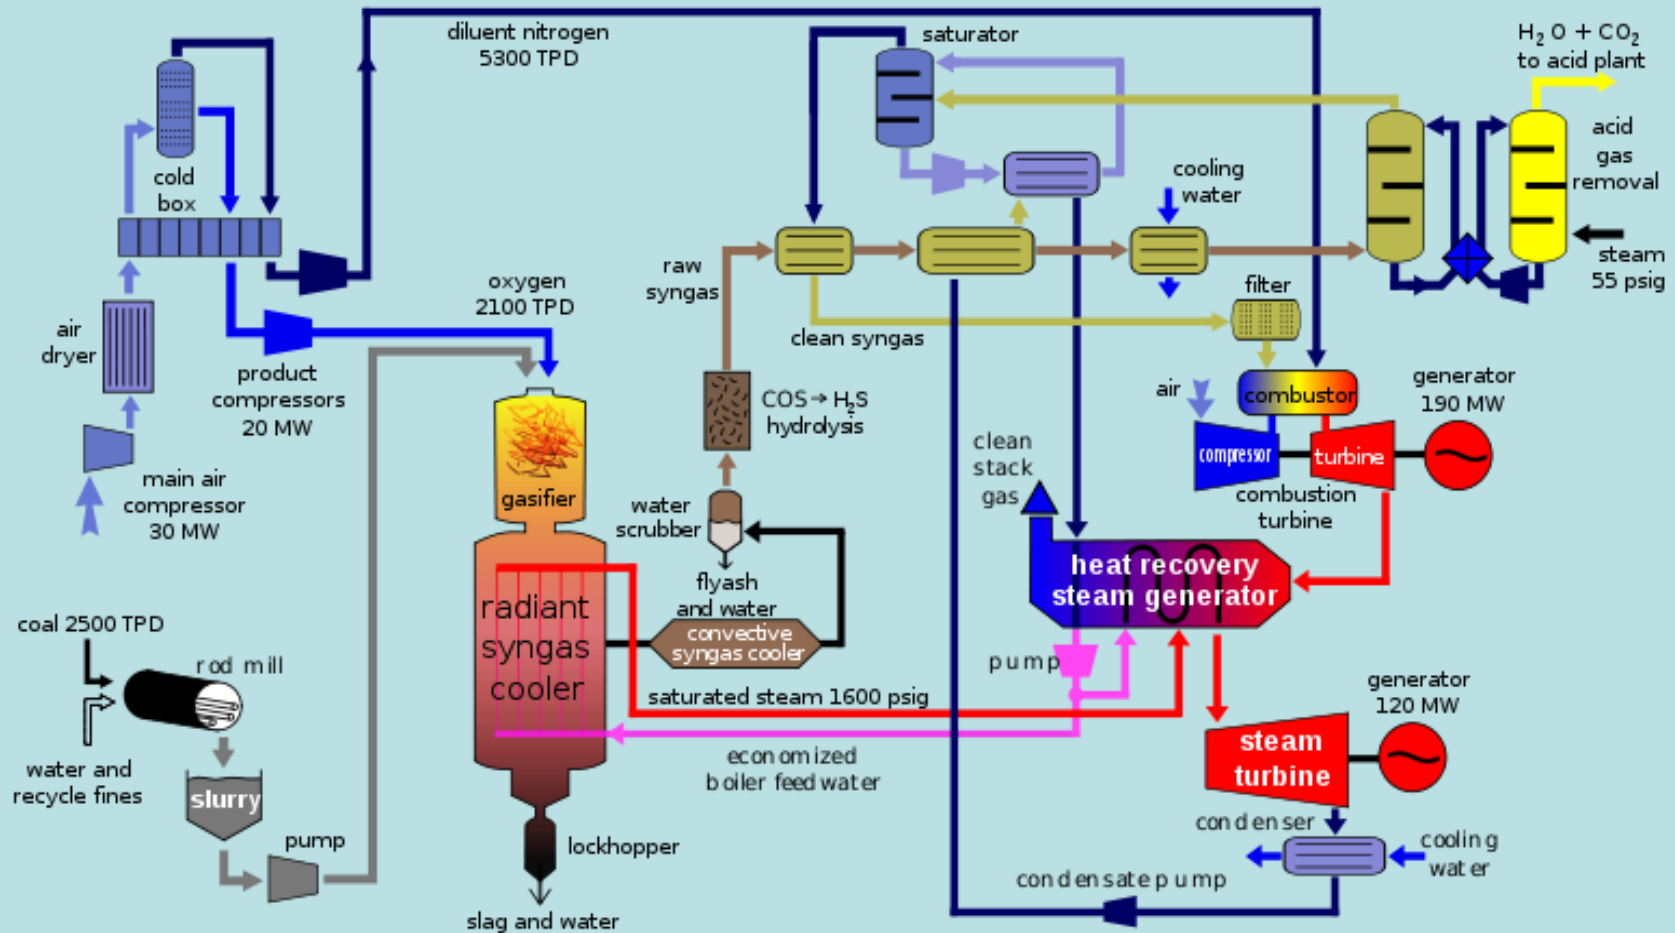 diluent nitrogen
5300 TPD
saturator
H₂ O + CO₂
to acid plant
acid
gas
removal
cold
box
cooling
water
steam
55 psig
raw
syngas
oxygen
2100 TPD
filter
clean syngas
air
dryer
product
compressors
20 MW
COS→H₂S
hydrolysis
air
combustor
generator
190 MW
compressor
turbine
combustion
turbine
clean
stack
gas
main air
compressor
30 MW
gasifier
water
scrubber
flyash
and water
heat recovery
steam generator
radiant
syngas
cooler
convective
syngas cooler
coal 2500 TPD
rod mill
pump
saturated steam 1600 psig
generator
120 MW
economized
boiler feed water
steam
turbine
water and
recycle fines
slurry
pump
lockhopper
condenser
cooling
water
condensate pump
slag and water